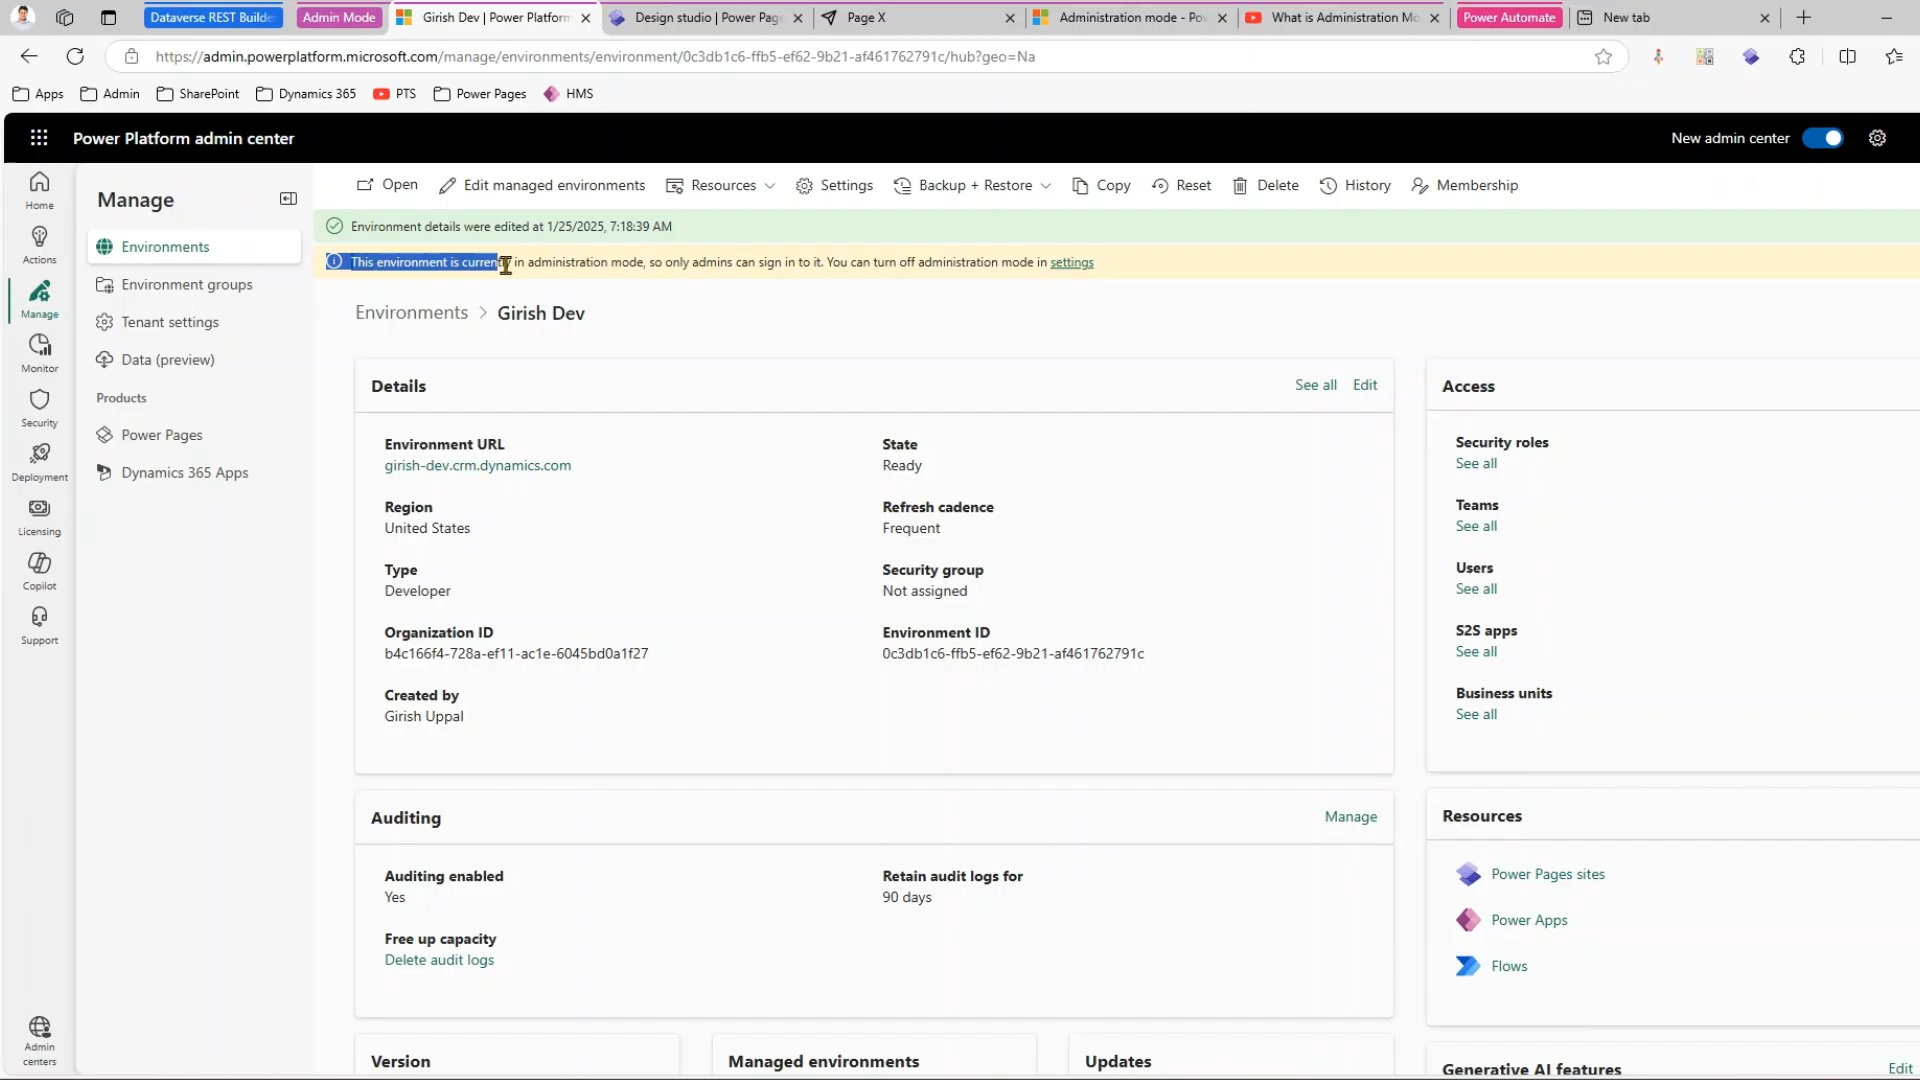 Dataverse REST Builde
Admin Mode
Girish Dev | Power Platform
Design studio | Power Page
Page X
Administration mode - Po
What is Administration Mo
Power Automate
New tab
https://admin.powerplatform.microsoft.com/manage/environments/environment/0c3db1c6-ffb5-ef62-9b21-af461762791c/hub?geo=Na
Apps
Admin
SharePoint
Dynamics 365
PTS
Power Pages
HMS
Power Platform admin center
New admin center
Home
Actions
Manage
Monitor
Security
Deployment
Licensing
Copilot
Support
Admin
centers
Manage
Environments
Environment groups
Tenant settings
Data (preview)
Products
Power Pages
Dynamics 365 Apps
Open
Edit managed environments
Resources
Settings
Backup + Restore
Copy
Reset
Delete
History
Membership
Environment details were edited at 1/25/2025, 7:18:39 AM
This environment is currently in administration mode, so only admins can sign in to it. You can turn off administration mode in settings
Environments > Girish Dev
Details
See all
Edit
Environment URL
girish-dev.crm.dynamics.com
State
Ready
Region
United States
Refresh cadence
Frequent
Type
Developer
Security group
Not assigned
Organization ID
b4c166f4-728a-ef11-ac1e-6045bd0a1f27
Environment ID
0c3db1c6-ffb5-ef62-9b21-af461762791c
Created by
Girish Uppal
Access
Security roles
See all
Teams
See all
Users
See all
S2S apps
See all
Business units
See all
Auditing
Manage
Auditing enabled
Yes
Retain audit logs for
90 days
Free up capacity
Delete audit logs
Resources
Power Pages sites
Power Apps
Flows
Version
Managed environments
Updates
Generative AI features
Edit